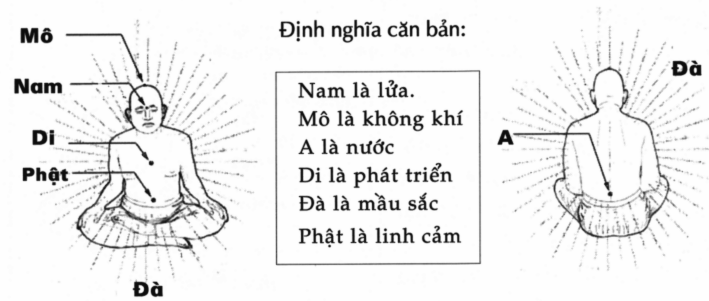 Mô
Nam
Di
Phật
Đà
Định nghĩa căn bản:
Nam là lửa.
Mô là không khí
A là nước
Di là phát triển
Đà là mầu sắc
Phật là linh cảm
Đà
A